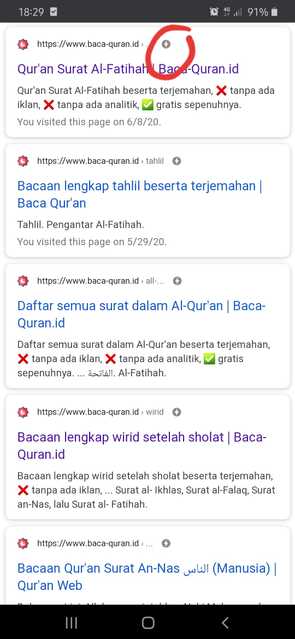 18:29
91%
https://www.baca-quran.id ›
Qur'an Surat Al-Fatihah | Baca-Quran.id
Qur'an Surat Al-Fatihah beserta terjemahan, ❌ tanpa ada
iklan, ❌ tanpa ada analitik, ✅ gratis sepenuhnya.
You visited this page on 6/8/20.
https://www.baca-quran.id › tahlil
Bacaan lengkap tahlil beserta terjemahan |
Baca Qur'an
Tahlil. Pengantar Al-Fatihah.
You visited this page on 5/29/20.
https://www.baca-quran.id › all-...
Daftar semua surat dalam Al-Qur'an | Baca-
Quran.id
Daftar semua surat dalam Al-Qur'an beserta terjemahan,
❌ tanpa ada iklan, ❌ tanpa ada analitik, ✅ gratis
sepenuhnya. ... الفاتحة. Al-Fatihah.
https://www.baca-quran.id › wirid
Bacaan lengkap wirid setelah sholat | Baca-
Quran.id
Bacaan lengkap wirid setelah sholat beserta terjemahan,
❌ tanpa ada iklan, ... Surat al- Ikhlas, Surat al-Falaq, Surat
an-Nas, lalu Surat al- Fatihah.
https://www.baca-quran.id › ...
Bacaan Qur'an Surat An-Nas الناس (Manusia) |
Qur'an Web